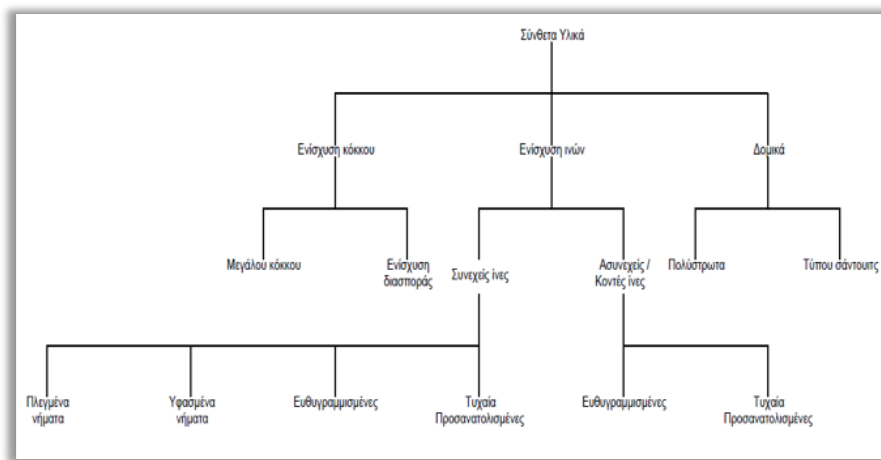 Σύνθετα Υλικά
Ενίσχυση κόκκου
Ενίσχυση ινών
Δομικά
Μεγάλου κόκκου
Ενίσχυση
διασποράς
Συνεχείς ίνες
Ασυνεχείς /
Κοντές ίνες
Πολύστρωτα
Τύπου σάντουιτς
Πλεγμένα
νήματα
Υφασμένα
νήματα
Ευθυγραμμισμένες
Τυχαία
Προσανατολισμένες
Ευθυγραμμισμένες
Τυχαία
Προσανατολισμένες